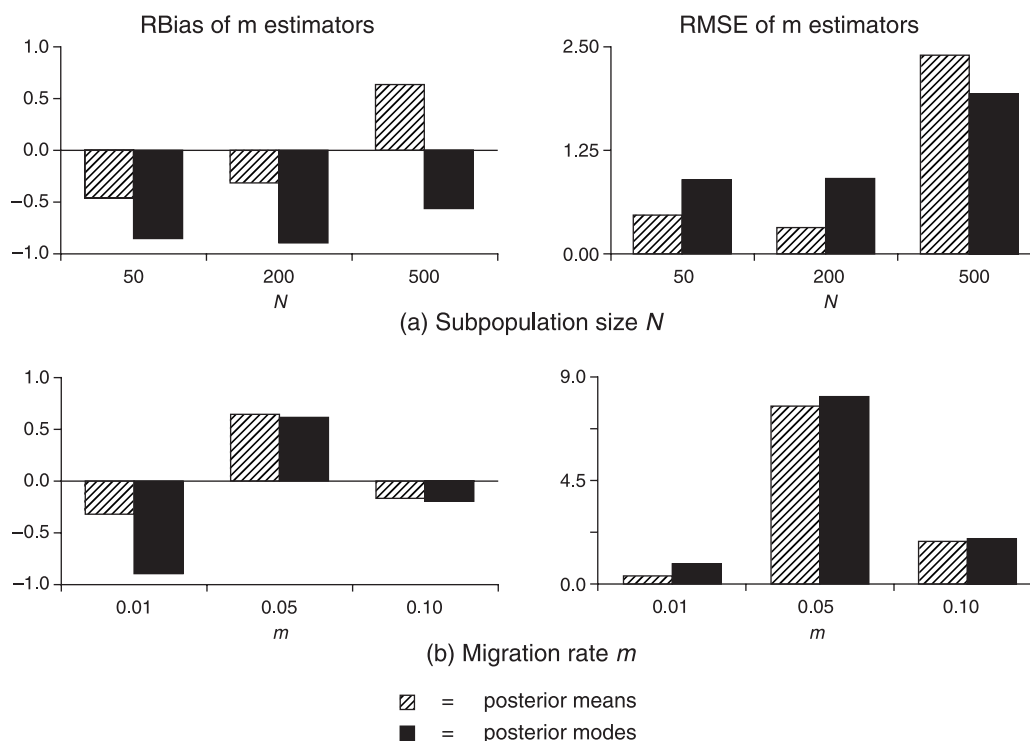 RBias of m estimators
1.0
0.5
0.0
−0.5
−1.0
50 200 500
N
RMSE of m estimators
2.50
1.25
0.00
50 200 500
N
(a) Subpopulation size N
1.0
0.5
0.0
−0.5
−1.0
0.01 0.05 0.10
m
9.0
4.5
0.0
0.01 0.05 0.10
m
(b) Migration rate m
= posterior means
= posterior modes